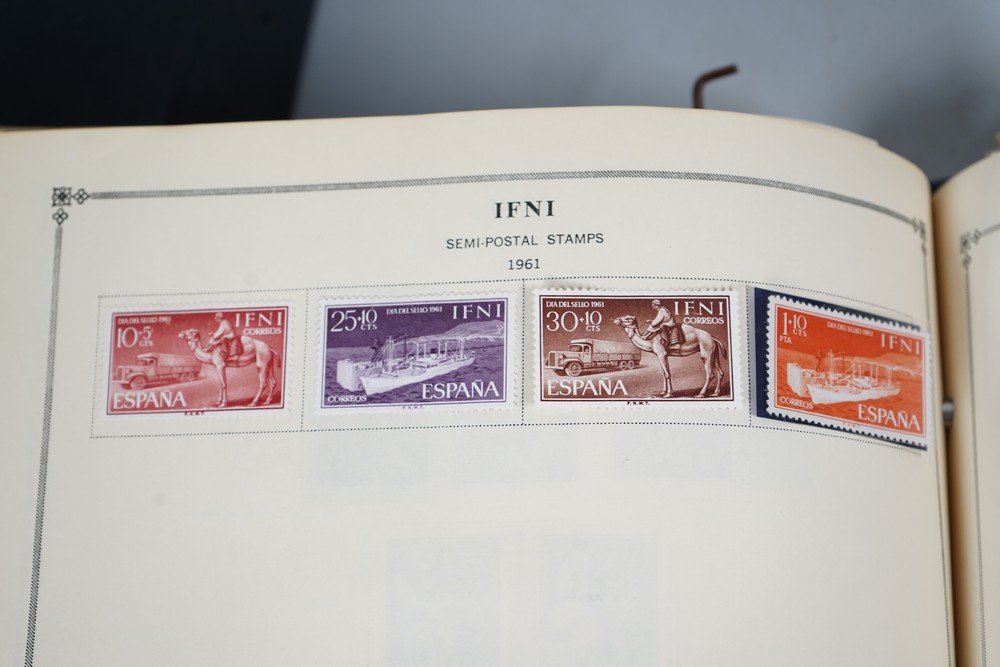 IFNI
SEMI-POSTAL STAMPS
1961
10+5 CTS
DIA DEL SELLO 1961
IFNI
CORREOS
ESPAÑA
F.N.M.T.
25+10 CTS
DIA DEL SELLO 1961
IFNI
CORREOS
ESPAÑA
F.N.M.T.
30+10 CTS
DIA DEL SELLO 1961
IFNI
CORREOS
ESPAÑA
F.N.M.T.
1+10 PTA CTS
DIA DEL SELLO 1961
IFNI
CORREOS
ESPAÑA
F.N.M.T.